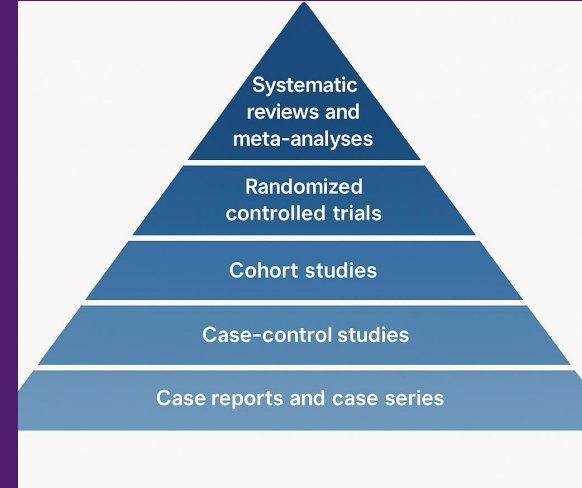 Systematic
reviews and
meta-analyses
Randomized
controlled trials
Cohort studies
Case-control studies
Case reports and case series